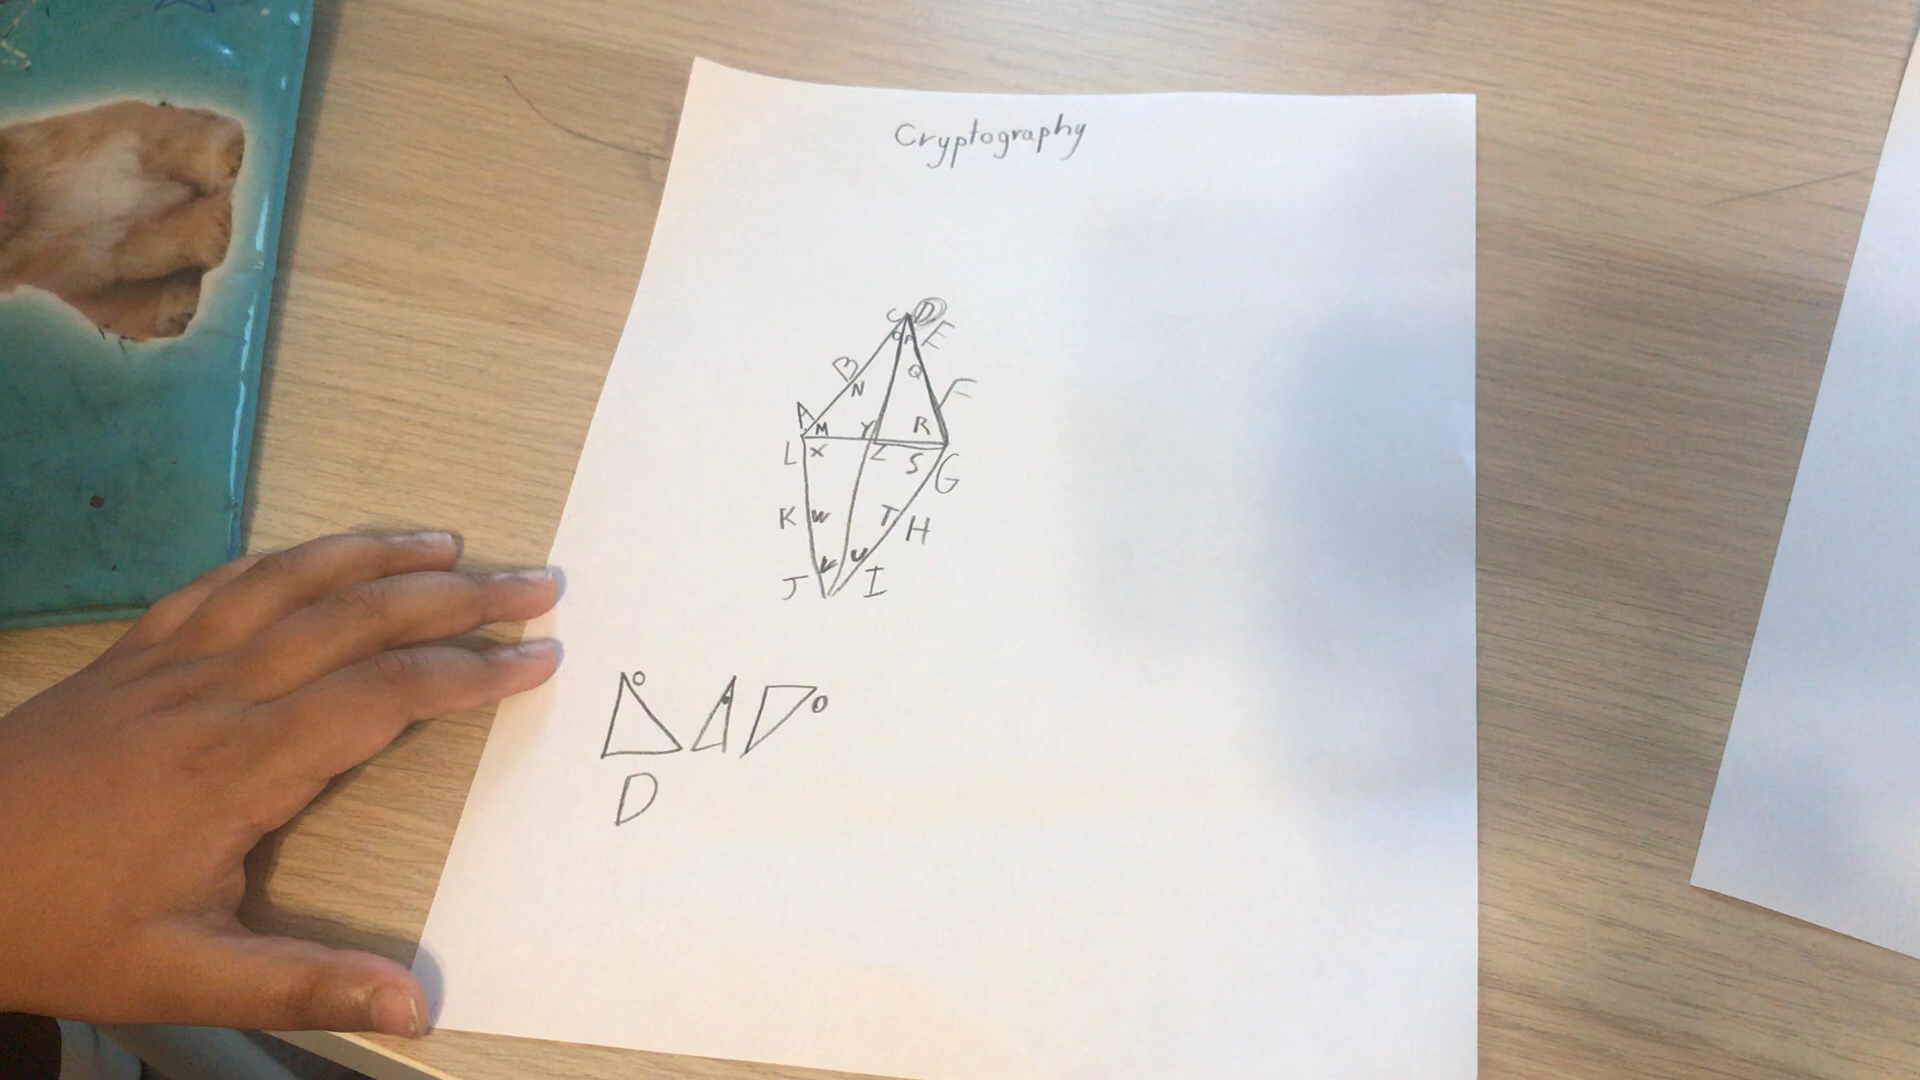 Cryptography
C D
O P E
B N Q F
A M Y R
L X Z S G
K W T H
J V U I
D